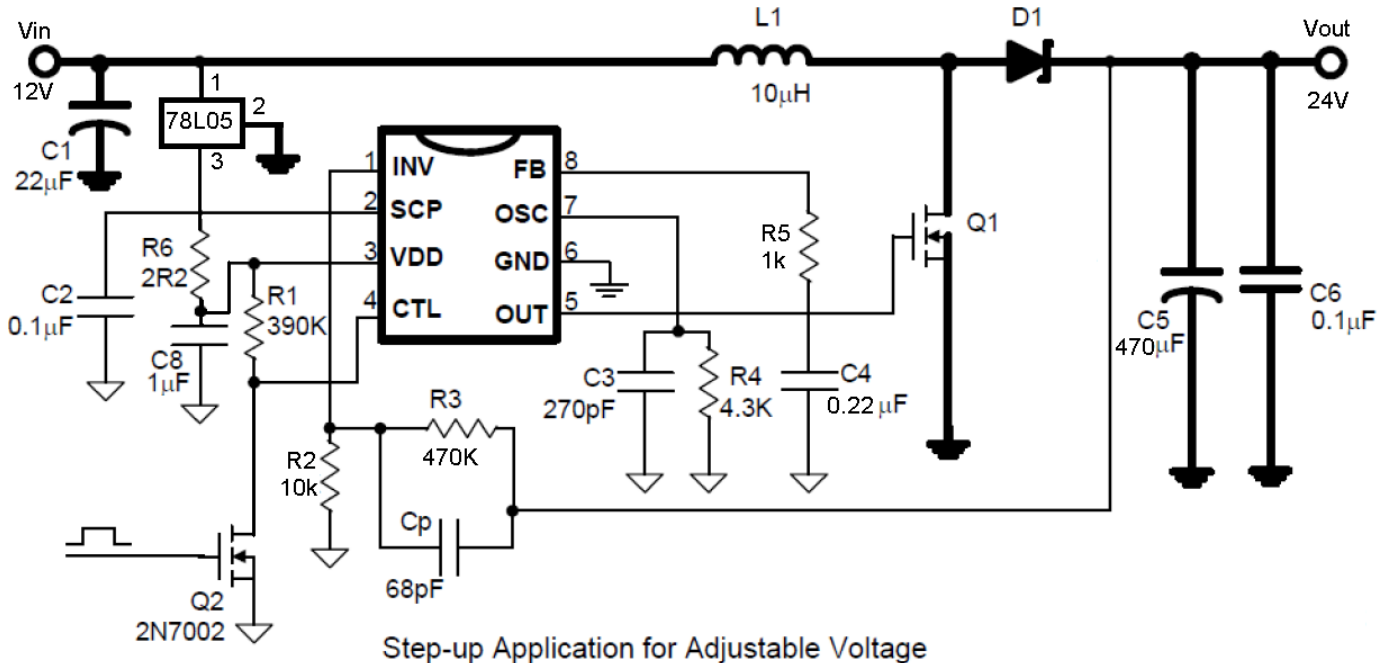 Vin
12V
C1
22µF
1
78L05
2
3
L1
10µH
D1
Vout
24V
1
INV
FB
8
2
SCP
OSC
7
3
VDD
GND
6
4
CTL
OUT
5
R6
2R2
R1
390K
C2
0.1µF
C8
1µF
R5
1k
Q1
C3
270pF
R4
4.3K
C4
0.22 µF
C5
470µF
C6
0.1µF
R3
470K
R2
10k
Cp
68pF
Q2
2N7002
Step-up Application for Adjustable Voltage